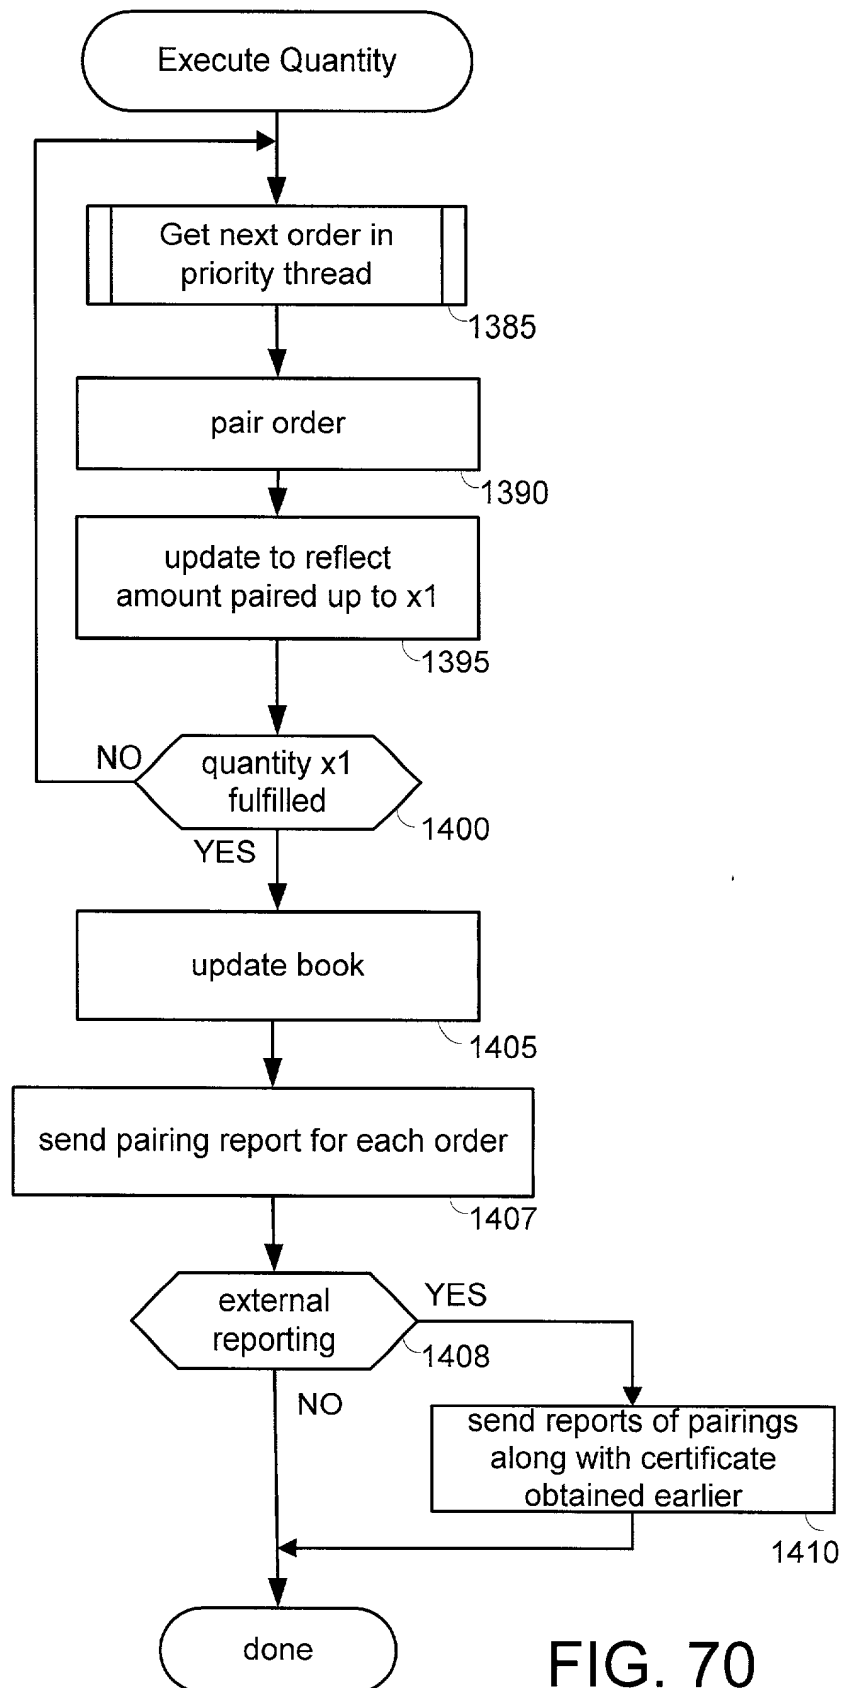 Execute Quantity
Get next order in
priority thread
1385
pair order
1390
update to reflect
amount paired up to x1
1395
NO
quantity x1
fulfilled
1400
YES
update book
1405
send pairing report for each order
1407
external
reporting
YES
1408
NO
send reports of pairings
along with certificate
obtained earlier
1410
done
FIG. 70